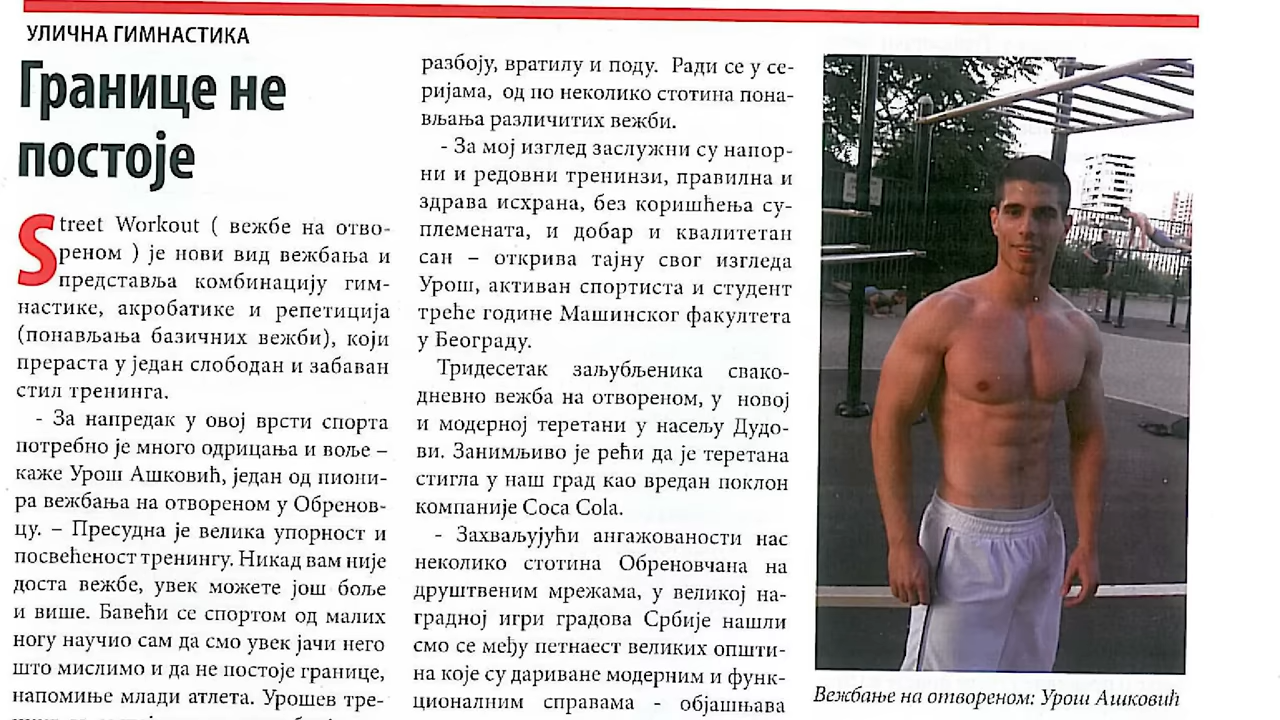 УЛИЧНА ГИМНАСТИКА
Границе не
постоје
Street Workout ( вежбе на отво-
реном ) је нови вид вежбања и
представља комбинацију гим-
настике, акробатике и репетиција
(понављања базичних вежби), који
прераста у један слободан и забаван
стил тренинга.
- За напредак у овој врсти спорта
потребно је много одрицања и воље –
каже Урош Ашковић, један од пиони-
ра вежбања на отвореном у Обренов-
цу. – Пресудна је велика упорност и
посвећеност тренингу. Никад вам није
доста вежбе, увек можете још боље
и више. Бавећи се спортом од малих
ногу научио сам да смо увек јачи него
што мислимо и да не постоје границе,
напомиње млади атлета. Урошев тре-
разбоју, вратилу и поду. Ради се у се-
ријама, од по неколико стотина пона-
вљања различитих вежби.
- За мој изглед заслужни су напор-
ни и редовни тренинзи, правилна и
здрава исхрана, без коришћења су-
племената, и добар и квалитетан
сан – открива тајну свог изгледа
Урош, активан спортиста и студент
треће године Машинског факултета
у Београду.
Тридесетак заљубљеника свако-
дневно вежба на отвореном, у новој
и модерној теретани у насељу Дудо-
ви. Занимљиво је рећи да је теретана
стигла у наш град као вредан поклон
компаније Coca Cola.
- Захваљујући ангажованости нас
неколико стотина Обреновчана на
друштвеним мрежама, у великој на-
градној игри градова Србије нашли
смо се међу петнаест великих општи-
на које су дариване модерним и функ-
ционалним справама - објашњава
Вежбање на отвореном: Урош Ашковић